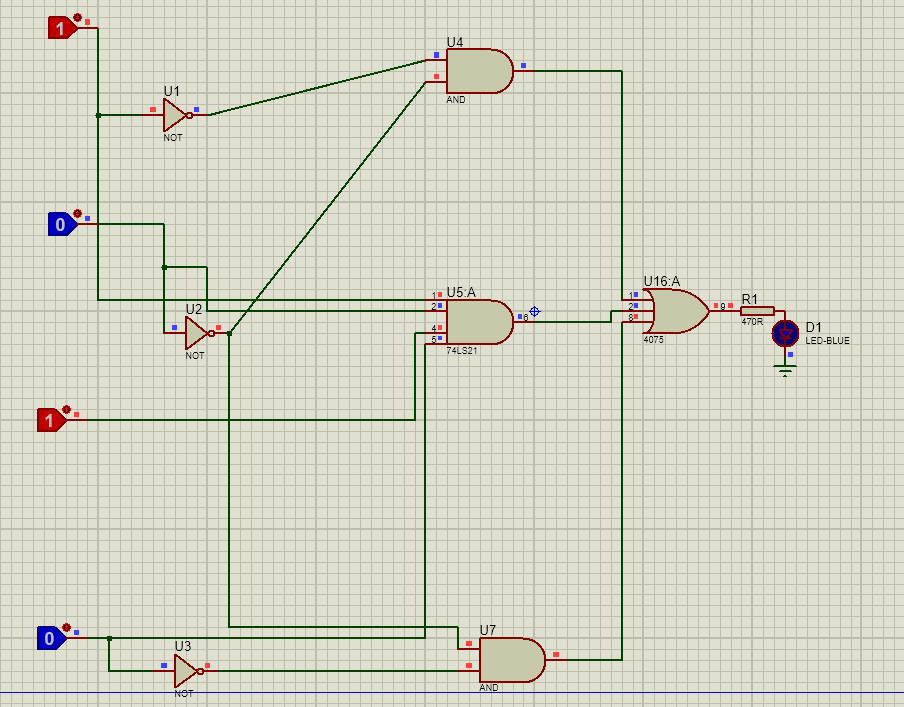 1
U4
AND
U1
NOT
0
U5:A
1
2
4
5
6
74LS21
U2
NOT
U16:A
1
2
8
9
4075
R1
470R
D1
LED-BLUE
1
0
U3
NOT
U7
AND